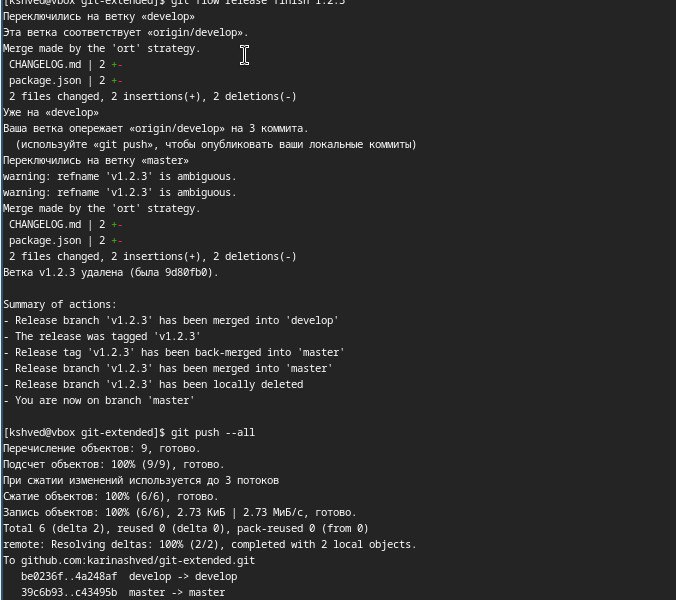 [kshved@vbox git-extended]$ git flow release finish 1.2.3
Переключились на ветку «develop»
Эта ветка соответствует «origin/develop».
Merge made by the 'ort' strategy.
 CHANGELOG.md | 2 +-
 package.json | 2 +-
 2 files changed, 2 insertions(+), 2 deletions(-)
Уже на «develop»
Ваша ветка опережает «origin/develop» на 3 коммита.
  (используйте «git push», чтобы опубликовать ваши локальные коммиты)
Переключились на ветку «master»
warning: refname 'v1.2.3' is ambiguous.
warning: refname 'v1.2.3' is ambiguous.
Merge made by the 'ort' strategy.
 CHANGELOG.md | 2 +-
 package.json | 2 +-
 2 files changed, 2 insertions(+), 2 deletions(-)
Ветка v1.2.3 удалена (была 9d80fb0).

Summary of actions:
- Release branch 'v1.2.3' has been merged into 'develop'
- The release was tagged 'v1.2.3'
- Release tag 'v1.2.3' has been back-merged into 'master'
- Release branch 'v1.2.3' has been merged into 'master'
- Release branch 'v1.2.3' has been locally deleted
- You are now on branch 'master'

[kshved@vbox git-extended]$ git push --all
Перечисление объектов: 9, готово.
Подсчет объектов: 100% (9/9), готово.
При сжатии изменений используется до 3 потоков
Сжатие объектов: 100% (6/6), готово.
Запись объектов: 100% (6/6), 2.73 КиБ | 2.73 МиБ/с, готово.
Total 6 (delta 2), reused 0 (delta 0), pack-reused 0 (from 0)
remote: Resolving deltas: 100% (2/2), completed with 2 local objects.
To github.com:karinashved/git-extended.git
   be0236f..4a248af  develop -> develop
   39c6b93..c43495b  master -> master